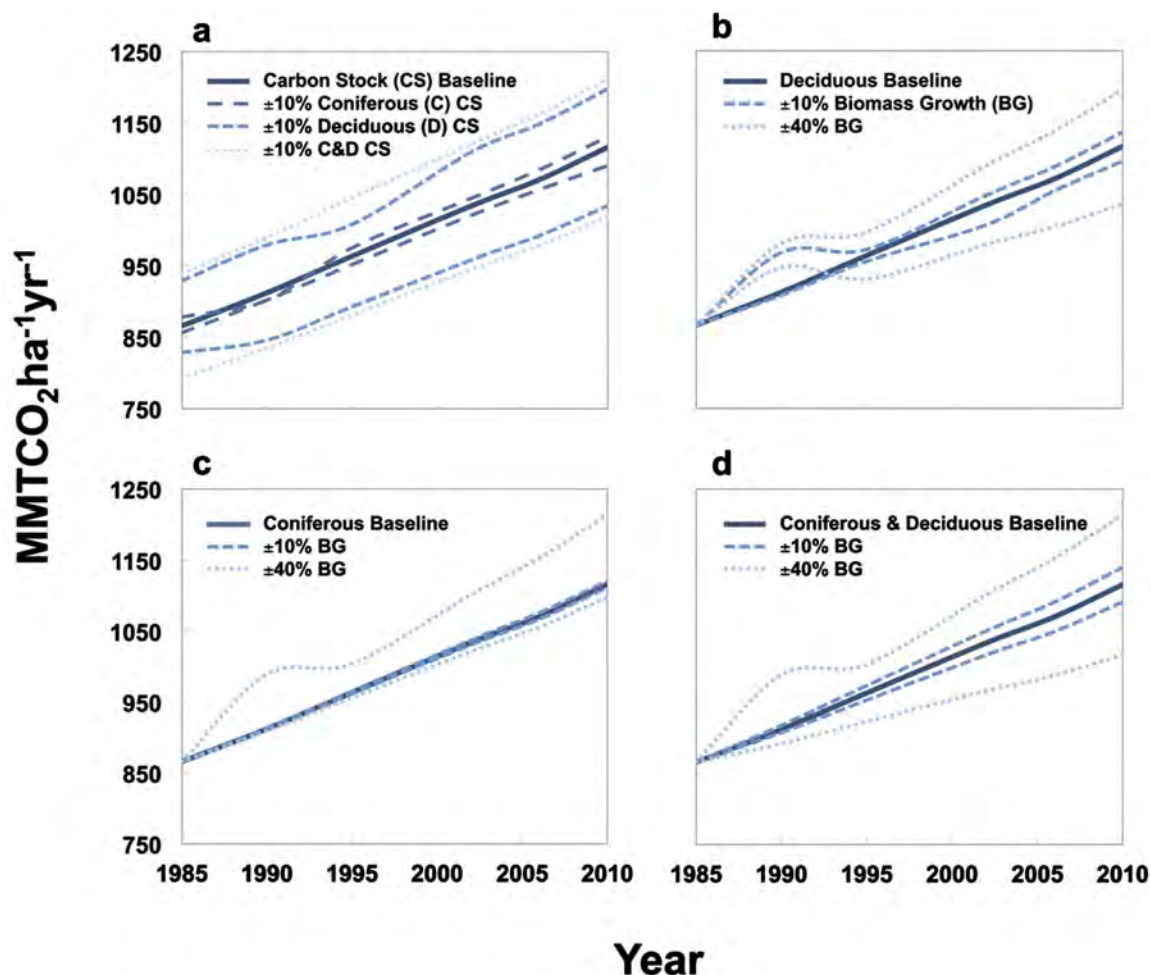 a
1250
1150
1050
950
850
750
Carbon Stock (CS) Baseline
±10% Coniferous (C) CS
±10% Deciduous (D) CS
±10% C&D CS
b
Deciduous Baseline
±10% Biomass Growth (BG)
±40% BG
MMTCO₂ha⁻¹yr⁻¹
c
1250
1150
1050
950
850
750
Coniferous Baseline
±10% BG
±40% BG
1985 1990 1995 2000 2005 2010
d
Coniferous & Deciduous Baseline
±10% BG
±40% BG
1985 1990 1995 2000 2005 2010
Year